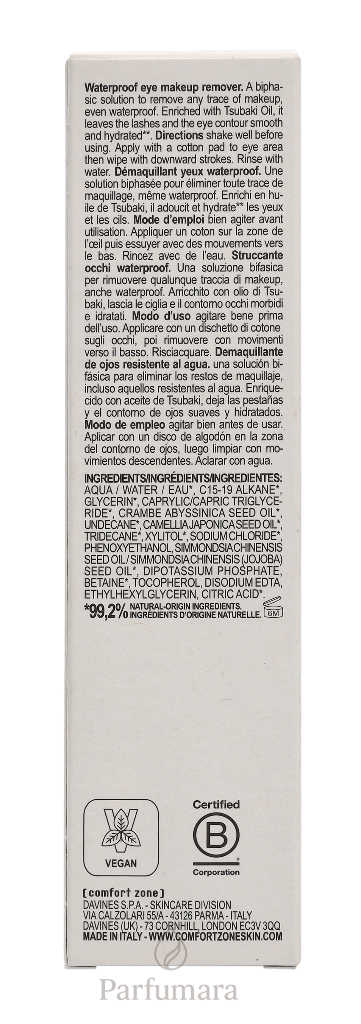 Waterproof eye makeup remover. A bipha-
sic solution to remove any trace of makeup,
even waterproof. Enriched with Tsubaki Oil, it
leaves the lashes and the eye contour smooth
and hydrated**. Directions shake well before
using. Apply with a cotton pad to eye area
then wipe with downward strokes. Rinse with
water. Démaquillant yeux waterproof. Une
solution biphasée pour éliminer toute trace de
maquillage, même waterproof. Enrichi en hu-
ile de Tsubaki, il adoucit et hydrate** les yeux
et les cils. Mode d'emploi bien agiter avant
utilisation. Appliquer un coton sur la zone de
l'œil puis essuyer avec des mouvements vers
le bas. Rincez avec de l'eau. Struccante
occhi waterproof. Una soluzione bifasica
per rimuovere qualunque traccia di makeup,
anche waterproof. Arricchito con olio di Tsu-
baki, lascia le ciglia e il contorno occhi morbidi
e idratati. Modo d'uso agitare bene prima
dell'uso. Applicare con un dischetto di cotone
sugli occhi, poi rimuovere con movimenti
verso il basso. Risciacquare. Demaquillante
de ojos resistente al agua. una solución bi-
fásica para eliminar los restos de maquillaje,
incluso aquellos resistentes al agua. Enrique-
cido con aceite de Tsubaki, deja las pestañas
y el contorno de ojos suaves y hidratados.
Modo de empleo agitar bien antes de usar.
Aplicar con un disco de algodón en la zona
del contorno de ojos, luego limpiar con mo-
vimientos descendentes. Aclarar con agua.
INGREDIENTS/INGRÉDIENTS/INGREDIENTES:
AQUA / WATER / EAU*, C15-19 ALKANE*,
GLYCERIN*, CAPRYLIC/CAPRIC TRIGLYCE-
RIDE*, CRAMBE ABYSSINICA SEED OIL*,
UNDECANE*, CAMELLIA JAPONICA SEED OIL*,
TRIDECANE*, XYLITOL*, SODIUM CHLORIDE*,
PHENOXYETHANOL, SIMMONDSIA CHINENSIS
SEED OIL / SIMMONDSIA CHINENSIS (JOJOBA)
SEED OIL*, DIPOTASSIUM PHOSPHATE,
BETAINE*, TOCOPHEROL, DISODIUM EDTA,
ETHYLHEXYLGLYCERIN, CITRIC ACID*.
*99,2% NATURAL-ORIGIN INGREDIENTS.
INGRÉDIENTS D'ORIGINE NATURELLE. 6M
VEGAN
Certified
B
Corporation
[comfort zone]
DAVINES S.P.A. - SKINCARE DIVISION
VIA CALZOLARI 55/A - 43126 PARMA - ITALY
DAVINES (UK) - 73 CORNHILL, LONDON EC3V 3QQ
MADE IN ITALY - WWW.COMFORTZONESKIN.COM
Parfumara